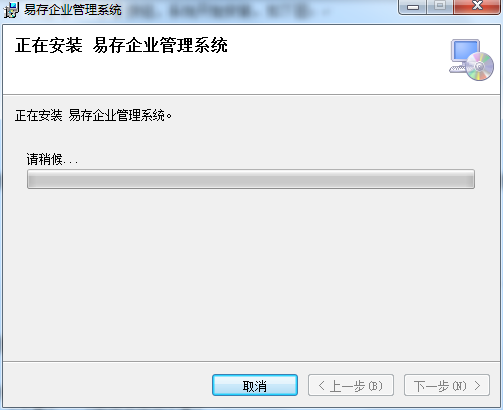 易存企业管理系统
正在安装 易存企业管理系统
正在安装 易存企业管理系统。
请稍候...
取消
< 上一步(B)
下一步(N) >